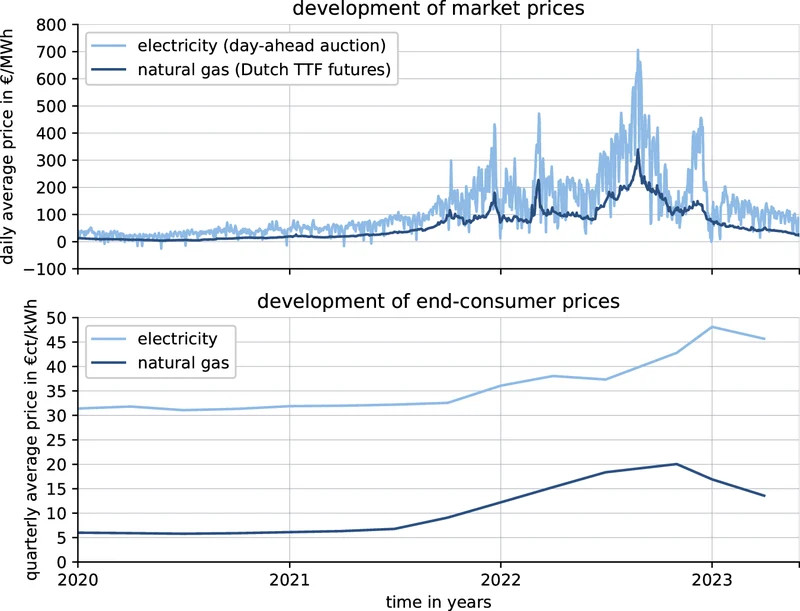 development of market prices
daily average price in €/MWh
800
700
600
500
400
300
200
100
0
−100
electricity (day-ahead auction)
natural gas (Dutch TTF futures)
development of end-consumer prices
quarterly average price in €ct/kWh
50
45
40
35
30
25
20
15
10
5
0
electricity
natural gas
2020
2021
2022
2023
time in years